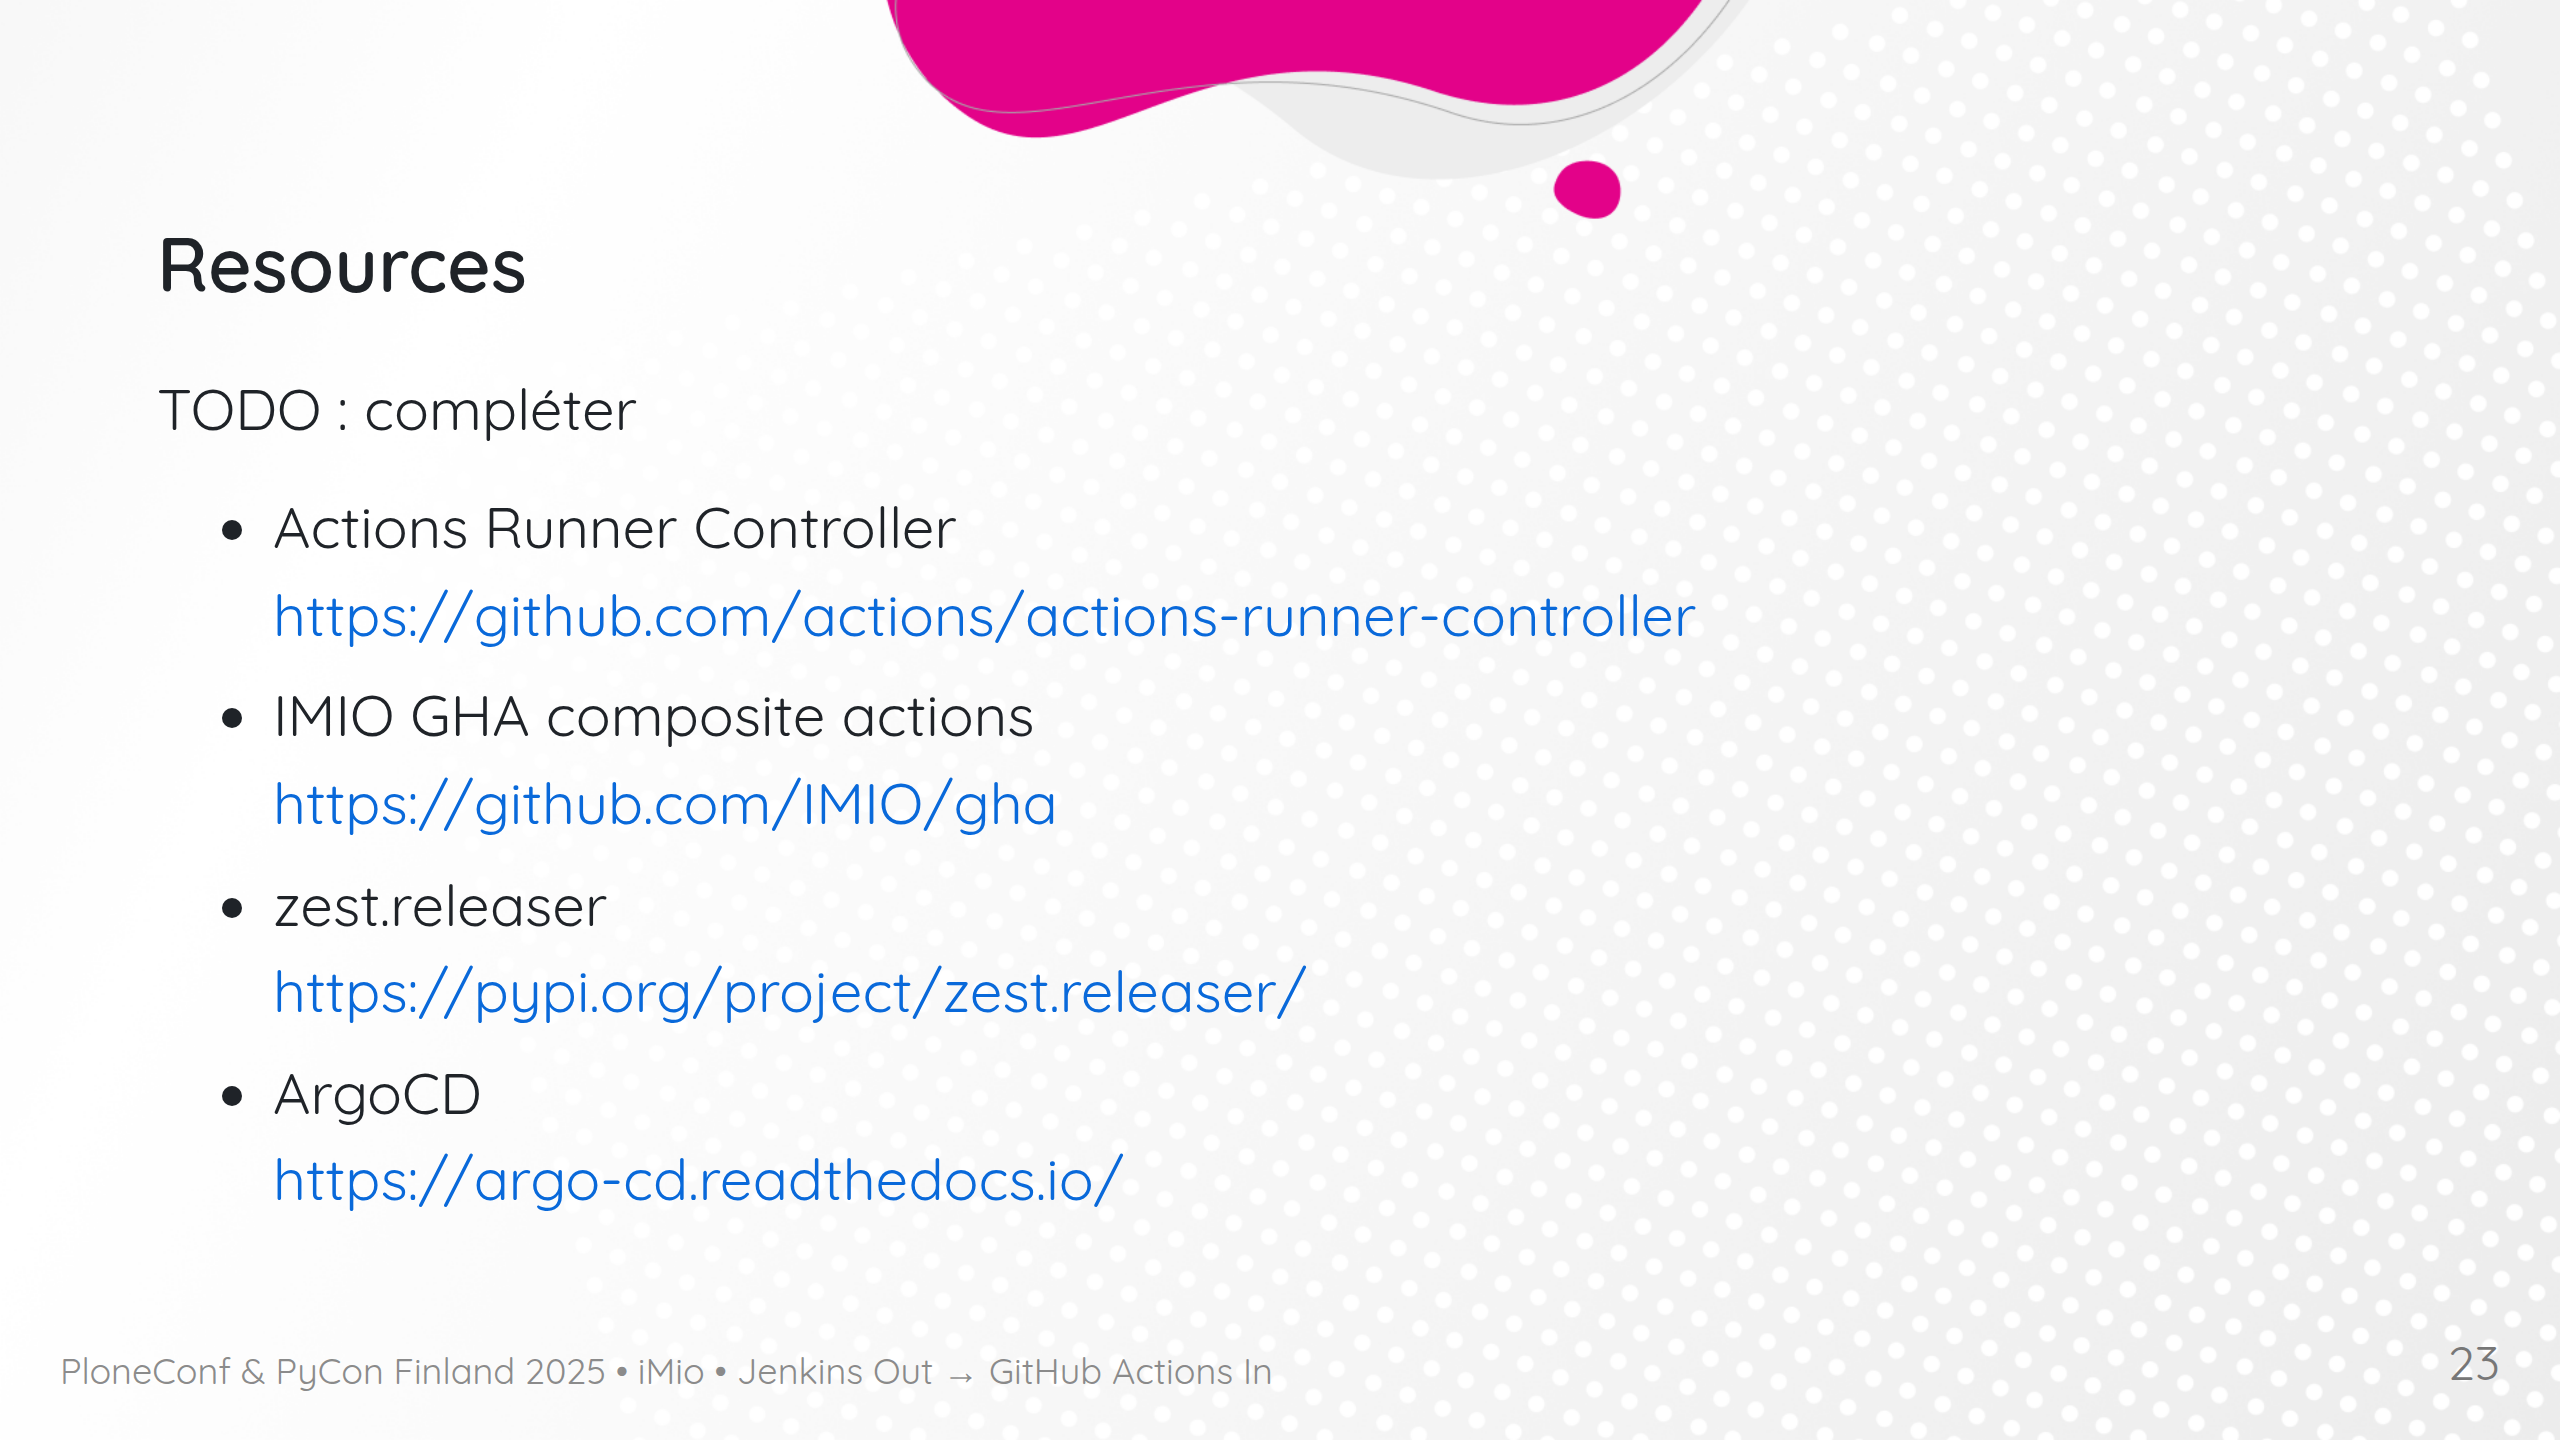 Resources
TODO : compléter
• Actions Runner Controller
https://github.com/actions/actions-runner-controller
• IMIO GHA composite actions
https://github.com/IMIO/gha
• zest.releaser
https://pypi.org/project/zest.releaser/
• ArgoCD
https://argo-cd.readthedocs.io/
PloneConf & PyCon Finland 2025 • iMio • Jenkins Out → GitHub Actions In
23